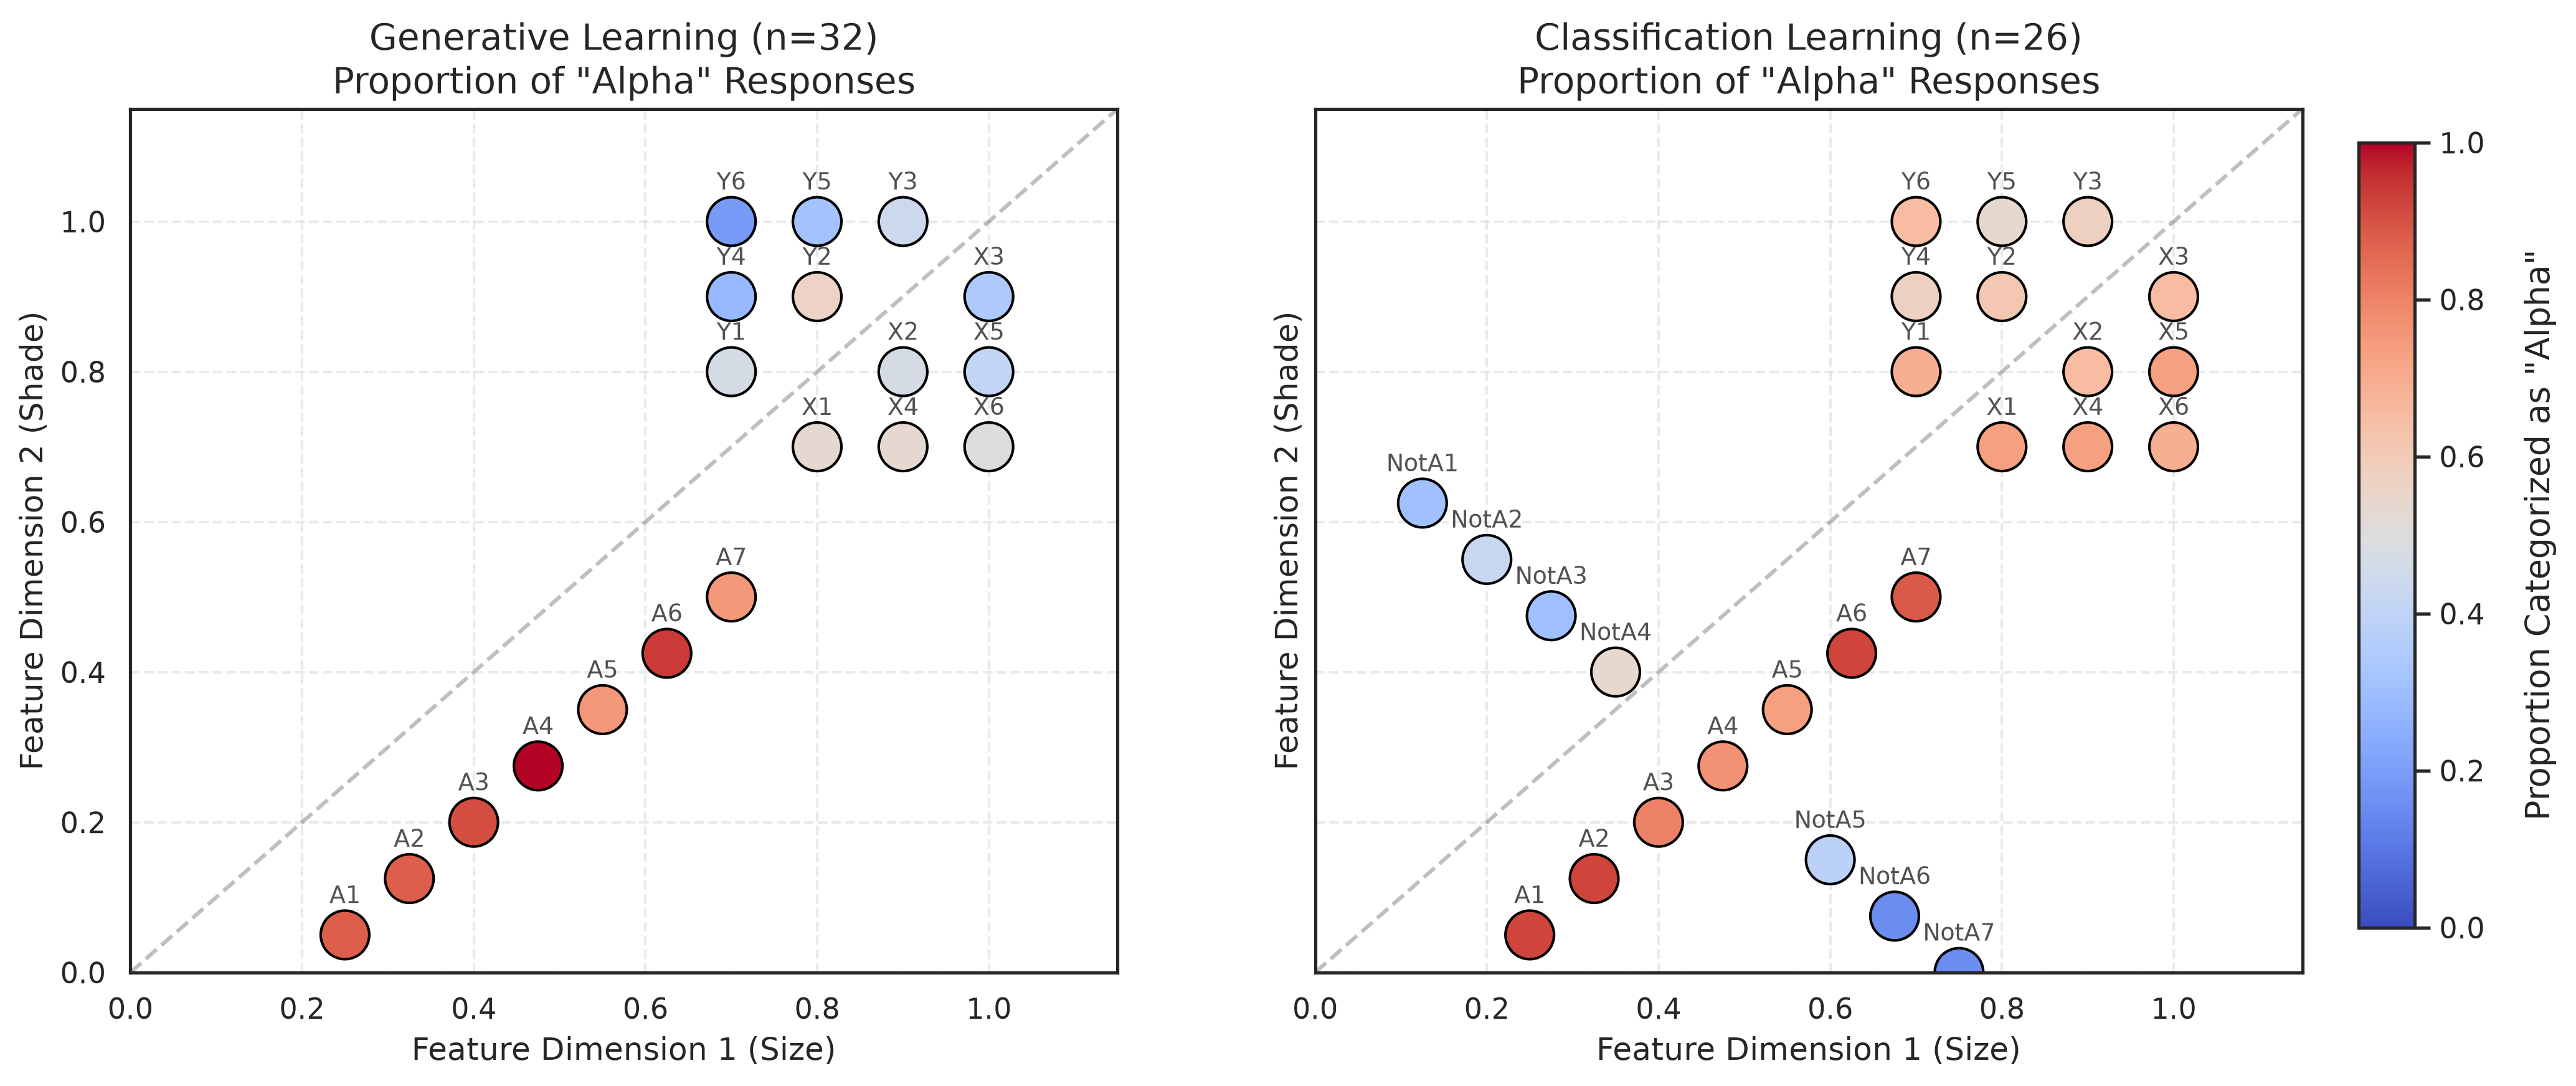 Generative Learning (n=32)
Proportion of "Alpha" Responses
Y6 Y5 Y3
Y4 Y2 X3
Y1 X2 X5
X1 X4 X6
A7
A6
A5
A4
A3
A2
A1
1.0
0.8
0.6
0.4
0.2
0.0
0.0 0.2 0.4 0.6 0.8 1.0
Feature Dimension 1 (Size)
Feature Dimension 2 (Shade)
Classification Learning (n=26)
Proportion of "Alpha" Responses
Y6 Y5 Y3
Y4 Y2 X3
Y1 X2 X5
X1 X4 X6
NotA1
NotA2
NotA3 A7
NotA4 A6
A5
A4
A3
NotA5
A2
NotA6
A1
NotA7
0.0 0.2 0.4 0.6 0.8 1.0
Feature Dimension 1 (Size)
Feature Dimension 2 (Shade)
1.0
0.8
0.6
0.4
0.2
0.0
Proportion Categorized as "Alpha"